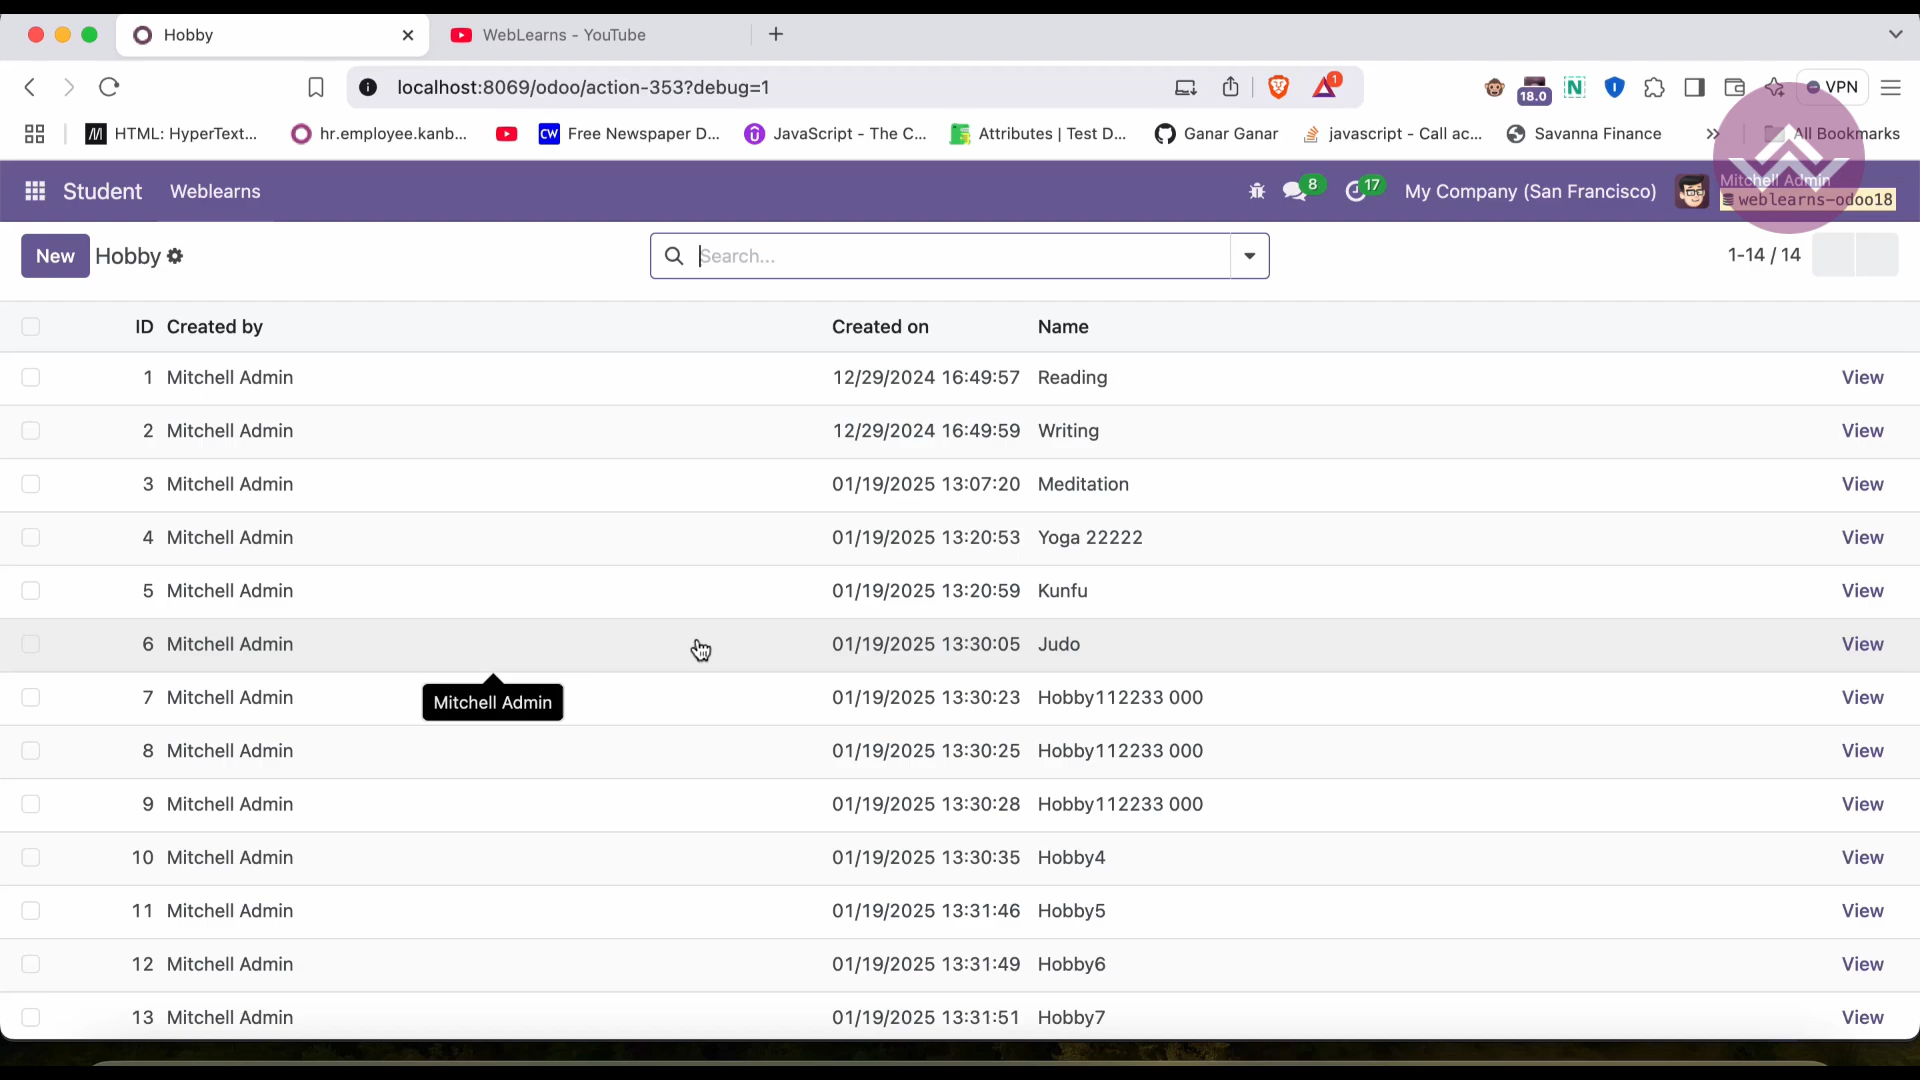 Hobby
WebLearns - YouTube
localhost:8069/odoo/action-353?debug=1
1
18.0
N
VPN
HTML: HyperText...
hr.employee.kanb...
CW Free Newspaper D...
JavaScript - The C...
Attributes | Test D...
Ganar Ganar
javascript - Call ac...
Savanna Finance
All Bookmarks
Student
Weblearns
8
17
My Company (San Francisco)
Mitchell Admin
weblearns-odoo18
New
Hobby
Search...
1-14 / 14
ID Created by Created on Name
1 Mitchell Admin 12/29/2024 16:49:57 Reading View
2 Mitchell Admin 12/29/2024 16:49:59 Writing View
3 Mitchell Admin 01/19/2025 13:07:20 Meditation View
4 Mitchell Admin 01/19/2025 13:20:53 Yoga 22222 View
5 Mitchell Admin 01/19/2025 13:20:59 Kunfu View
6 Mitchell Admin 01/19/2025 13:30:05 Judo View
7 Mitchell Admin 01/19/2025 13:30:23 Hobby112233 000 View
Mitchell Admin
8 Mitchell Admin 01/19/2025 13:30:25 Hobby112233 000 View
9 Mitchell Admin 01/19/2025 13:30:28 Hobby112233 000 View
10 Mitchell Admin 01/19/2025 13:30:35 Hobby4 View
11 Mitchell Admin 01/19/2025 13:31:46 Hobby5 View
12 Mitchell Admin 01/19/2025 13:31:49 Hobby6 View
13 Mitchell Admin 01/19/2025 13:31:51 Hobby7 View